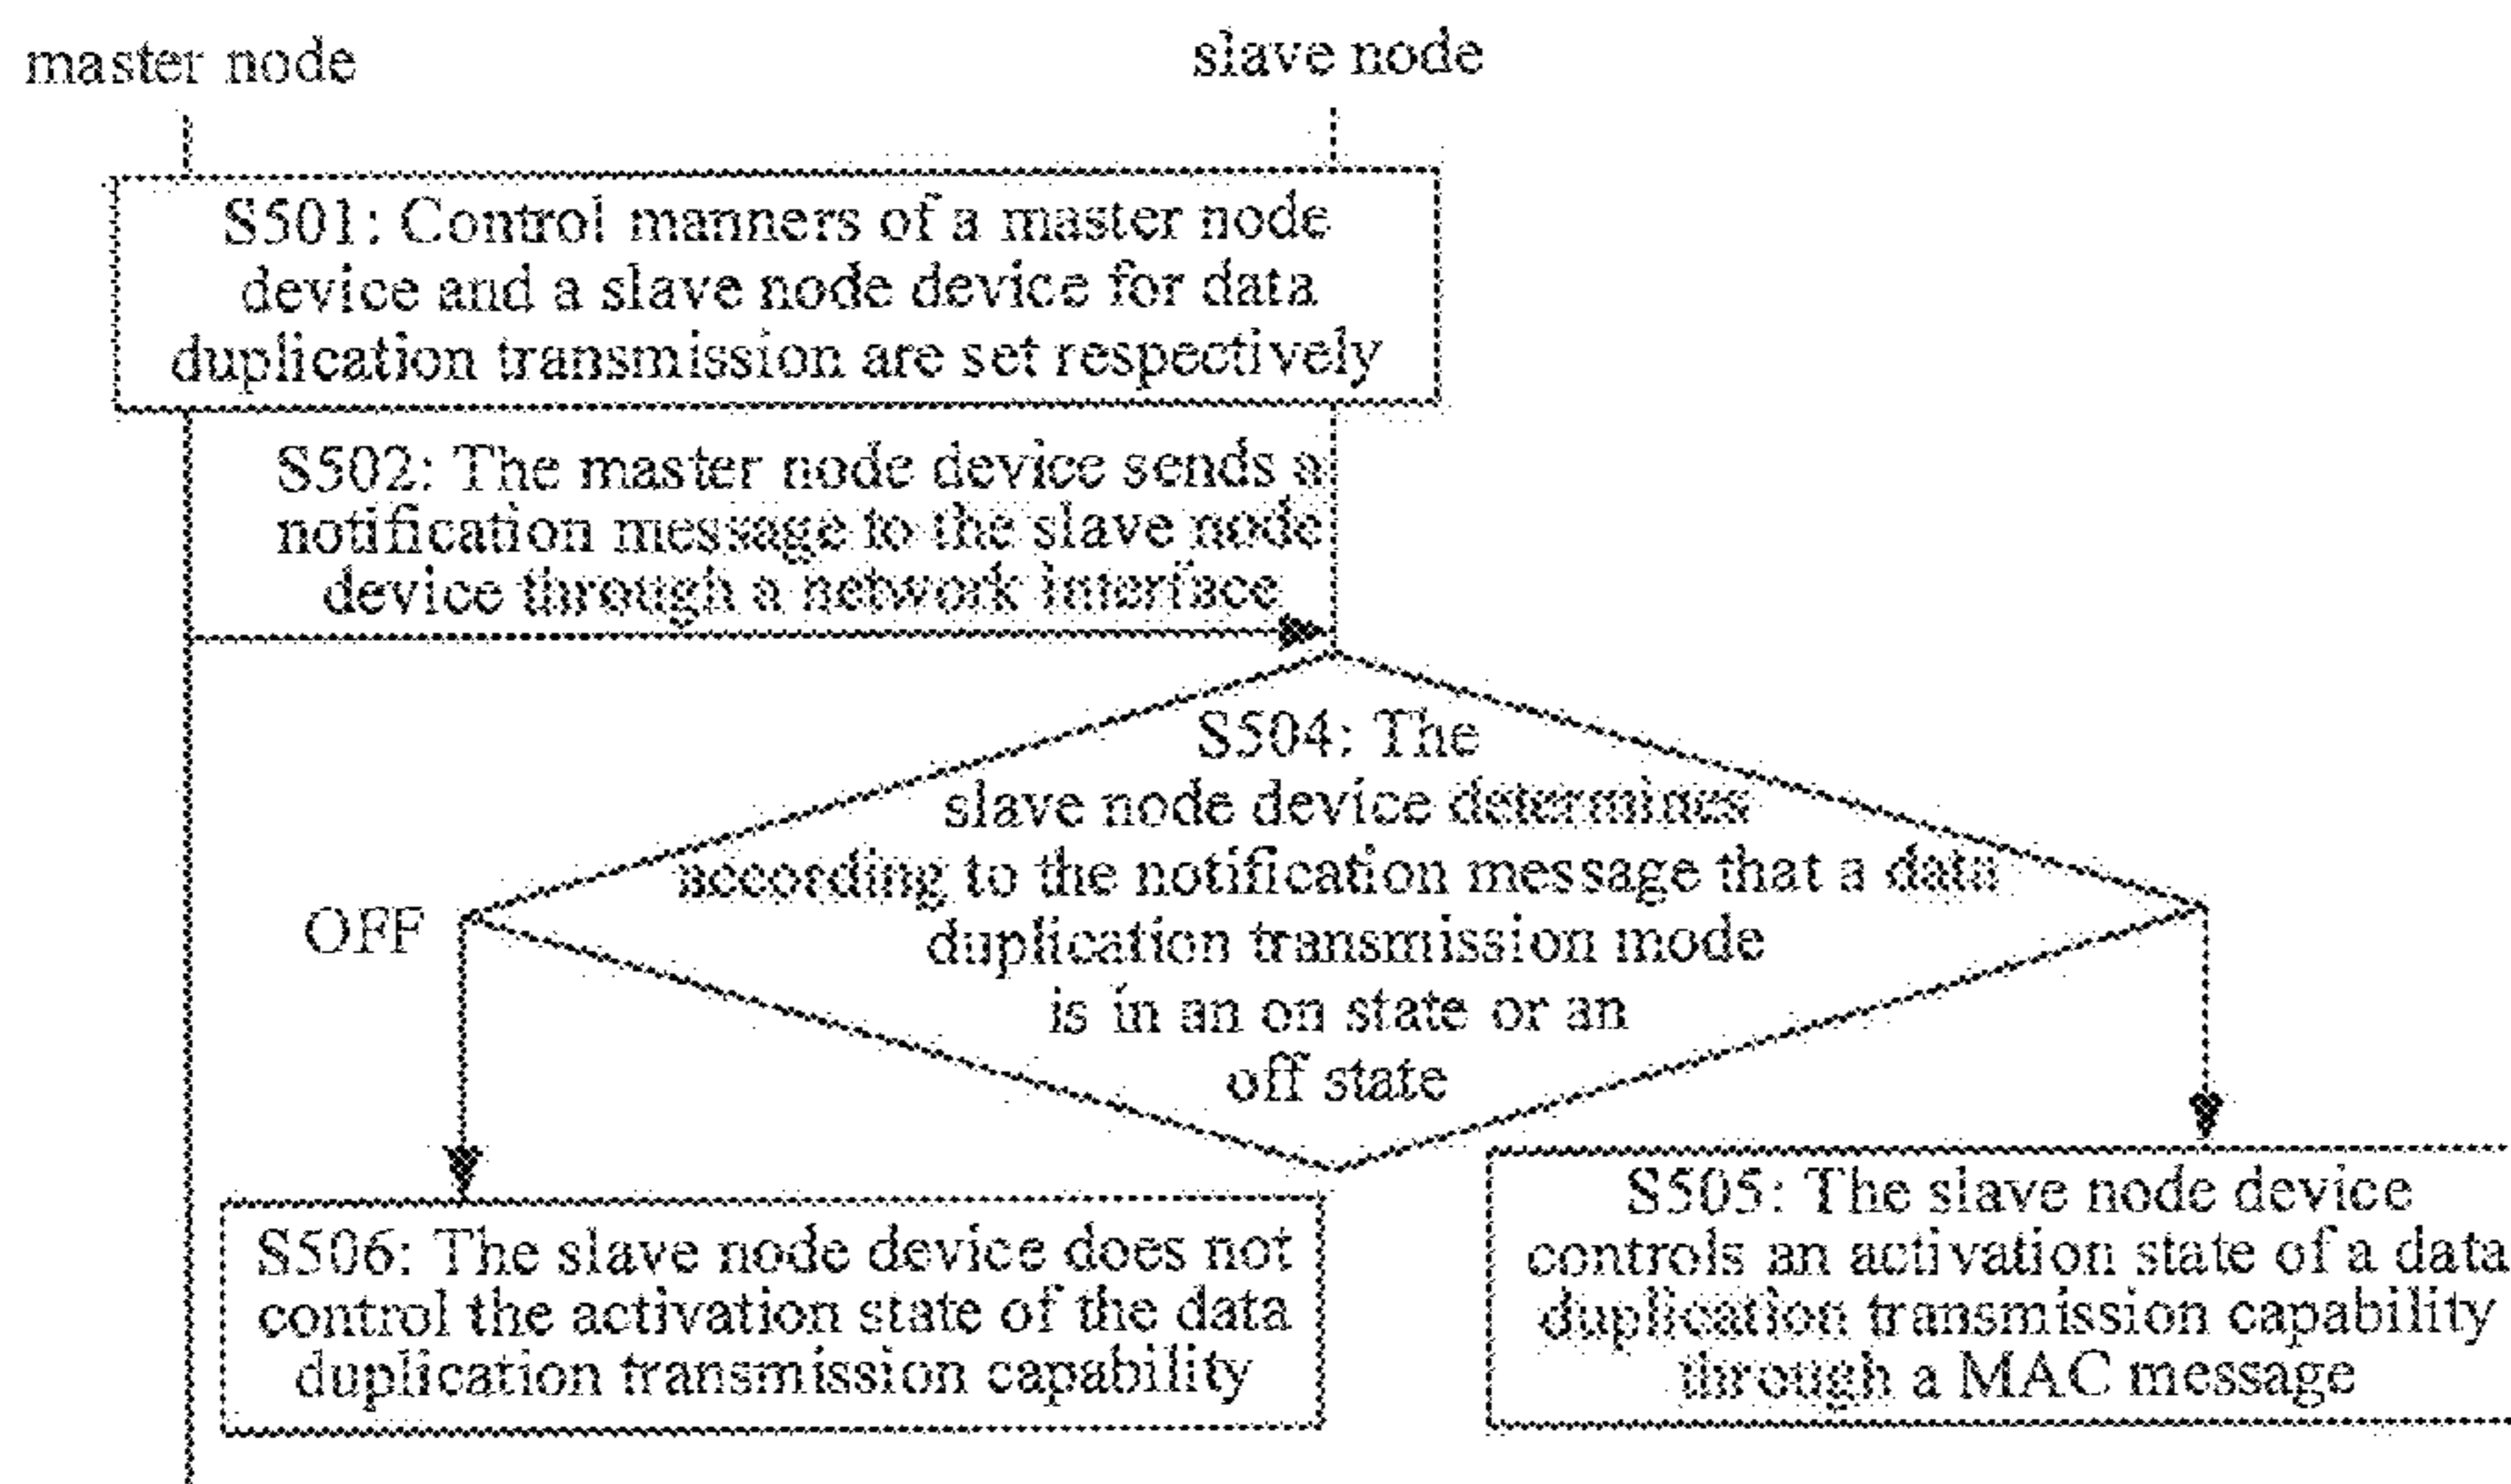 master node
slave node
S501: Control manners of a master node
device and a slave node device for data
duplication transmission are set respectively
S502: The master node device sends a
notification message to the slave node
device through a network interface
S504: The
slave node device determines
according to the notification message that a data
duplication transmission mode
is in an on state or an
off state
OFF
S506: The slave node device does not
control the activation state of the data
duplication transmission capability
S505: The slave node device
controls an activation state of a data
duplication transmission capability
through a MAC message